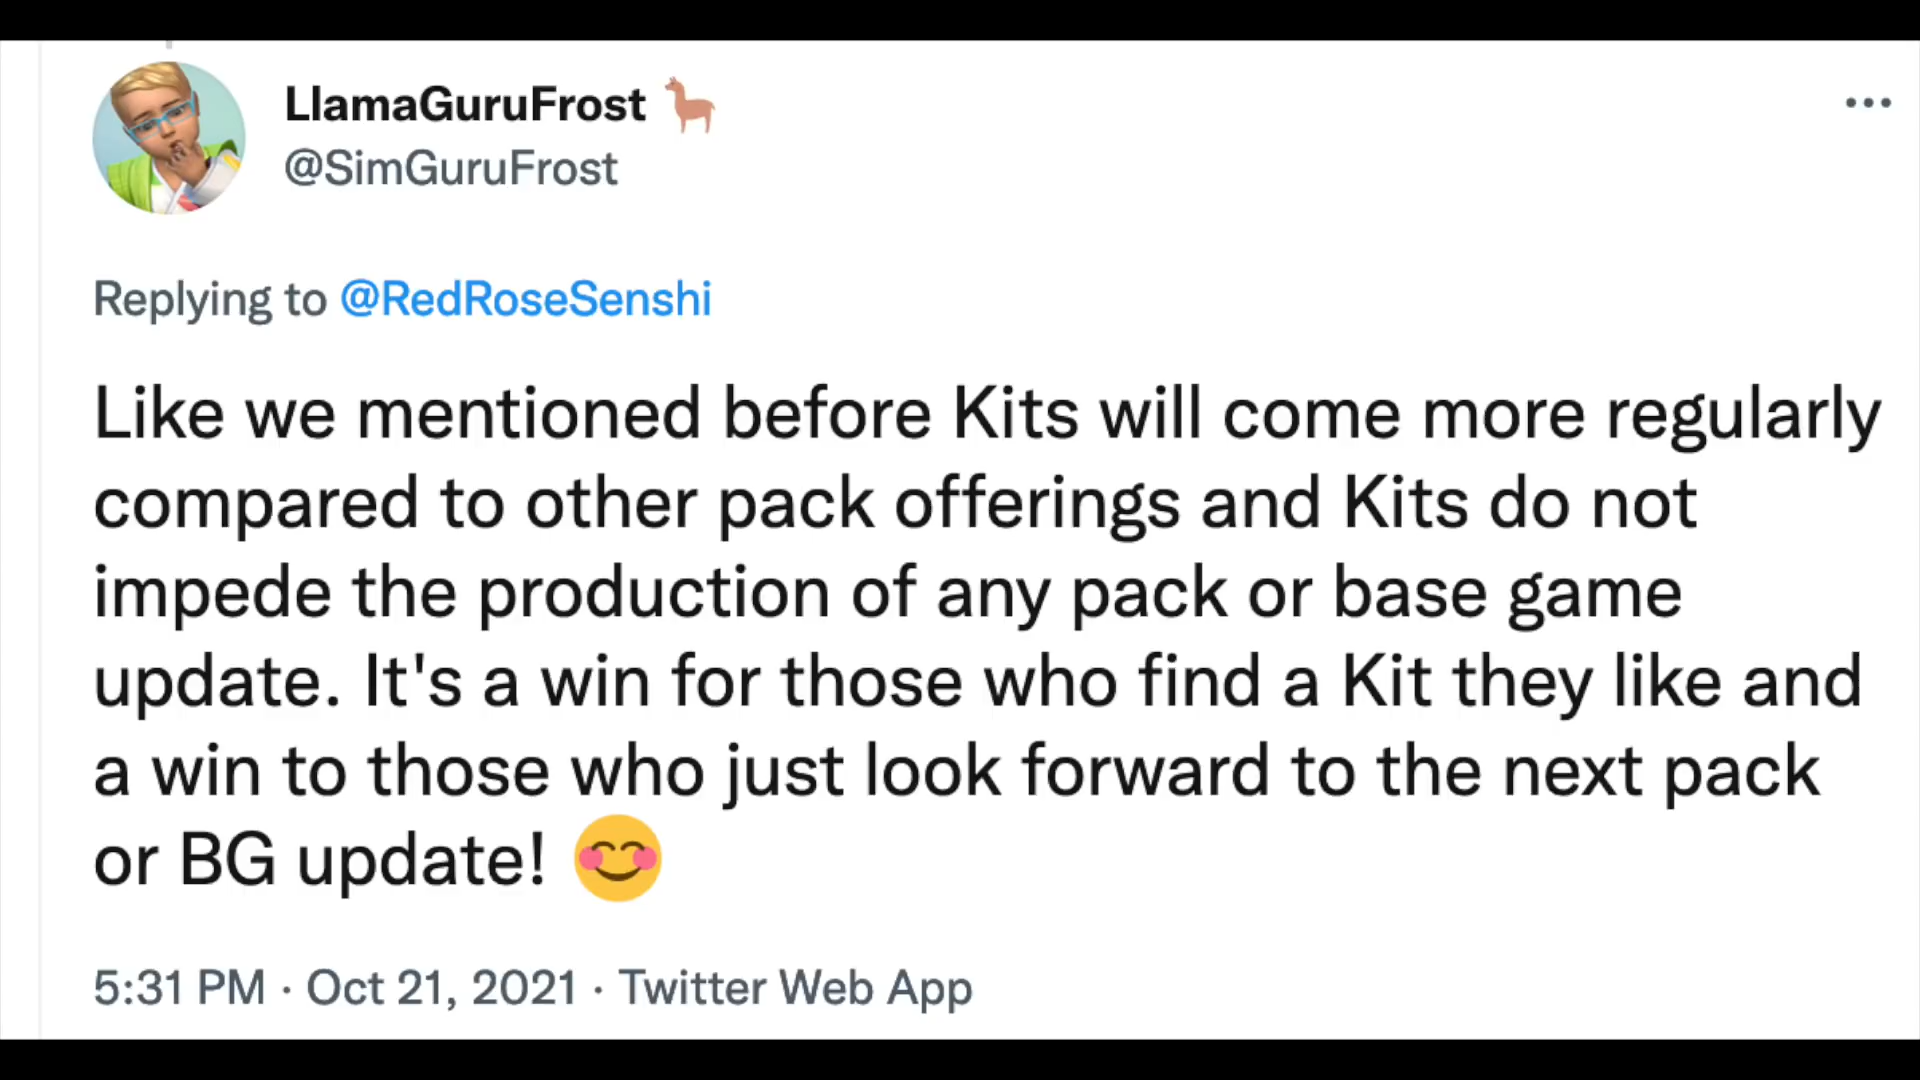 LlamaGuruFrost 🦙
@SimGuruFrost
Replying to @RedRoseSenshi
Like we mentioned before Kits will come more regularly
compared to other pack offerings and Kits do not
impede the production of any pack or base game
update. It's a win for those who find a Kit they like and
a win to those who just look forward to the next pack
or BG update! 😊
5:31 PM · Oct 21, 2021 · Twitter Web App